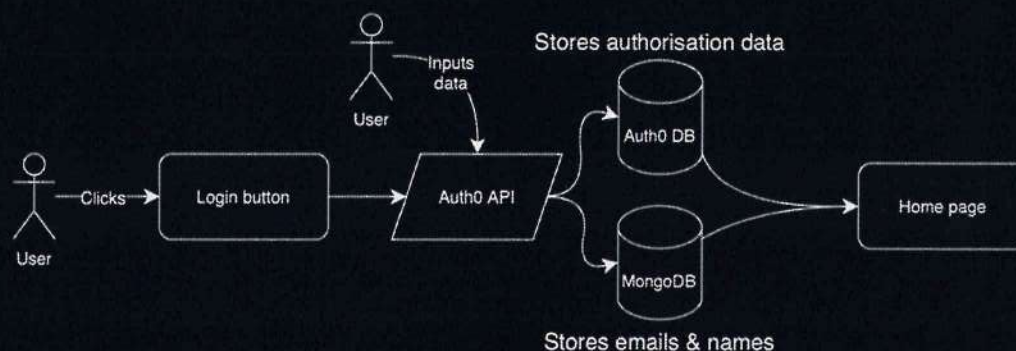 Stores authorisation data
Inputs
data
User
Auth0 DB
Clicks
Login button
Auth0 API
Home page
User
MongoDB
Stores emails & names